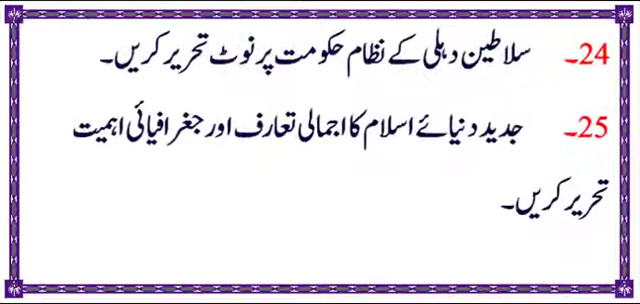 24۔ سلاطین دہلی کے نظام حکومت پر نوٹ تحریر کریں۔
25۔ جدید دنیائے اسلام کا اجمالی تعارف اور جغرافیائی اہمیت
تحریر کریں۔